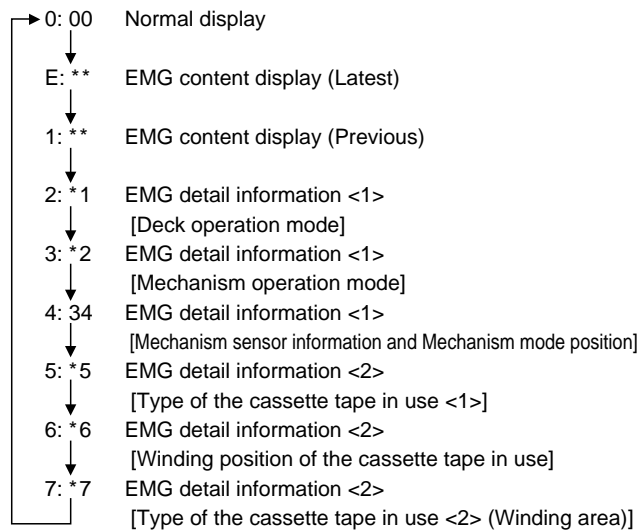 0: 00 Normal display
E: ** EMG content display (Latest)
1: ** EMG content display (Previous)
2: *1 EMG detail information <1>
[Deck operation mode]
3: *2 EMG detail information <1>
[Mechanism operation mode]
4: 34 EMG detail information <1>
[Mechanism sensor information and Mechanism mode position]
5: *5 EMG detail information <2>
[Type of the cassette tape in use <1>]
6: *6 EMG detail information <2>
[Winding position of the cassette tape in use]
7: *7 EMG detail information <2>
[Type of the cassette tape in use <2> (Winding area)]